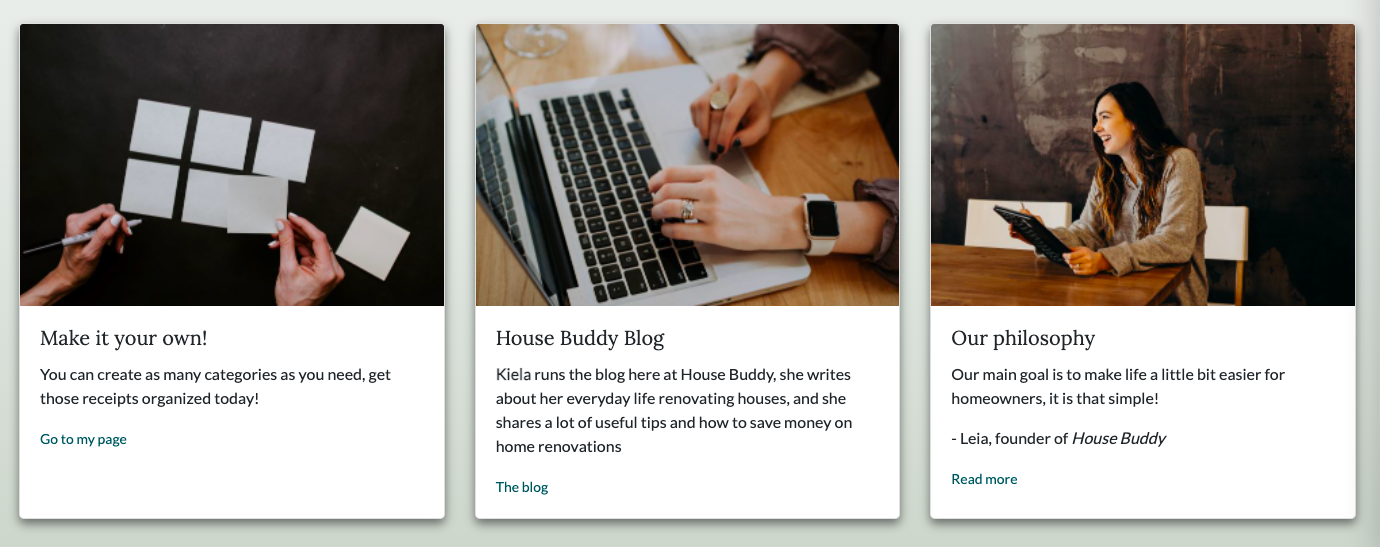 Make it your own!
You can create as many categories as you need, get
those receipts organized today!
Go to my page
House Buddy Blog
Kiela runs the blog here at House Buddy, she writes
about her everyday life renovating houses, and she
shares a lot of useful tips and how to save money on
home renovations
The blog
Our philosophy
Our main goal is to make life a little bit easier for
homeowners, it is that simple!
- Leia, founder of House Buddy
Read more